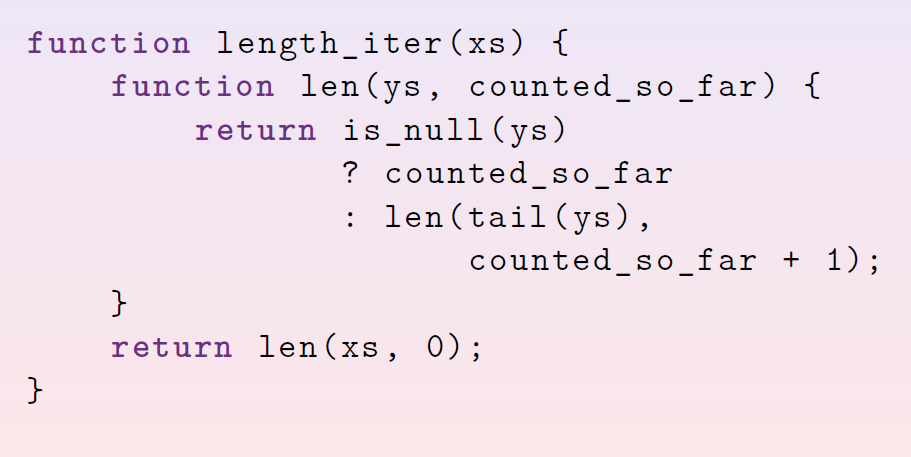 function length_iter(xs) {
    function len(ys, counted_so_far) {
        return is_null(ys)
               ? counted_so_far
               : len(tail(ys),
                     counted_so_far + 1);
    }
    return len(xs, 0);
}